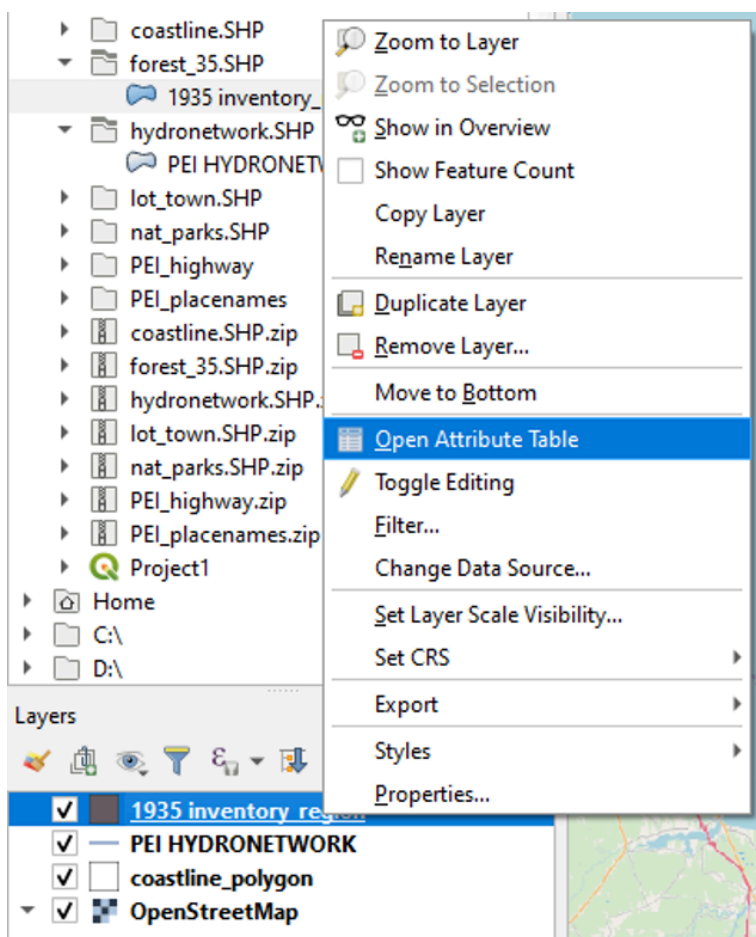 coastline.SHP
forest_35.SHP
1935 inventory_
hydronetwork.SHP
PEI HYDRONETW
lot_town.SHP
nat_parks.SHP
PEI_highway
PEI_placenames
coastline.SHP.zip
forest_35.SHP.zip
hydronetwork.SHP.
lot_town.SHP.zip
nat_parks.SHP.zip
PEI_highway.zip
PEI_placenames.zip
Project1
Home
C:\
D:\
Zoom to Layer
Zoom to Selection
Show in Overview
Show Feature Count
Copy Layer
Rename Layer
Duplicate Layer
Remove Layer...
Move to Bottom
Open Attribute Table
Toggle Editing
Filter...
Change Data Source...
Set Layer Scale Visibility...
Set CRS
Export
Styles
Properties...
Layers
1935 inventory_region
PEI HYDRONETWORK
coastline_polygon
OpenStreetMap